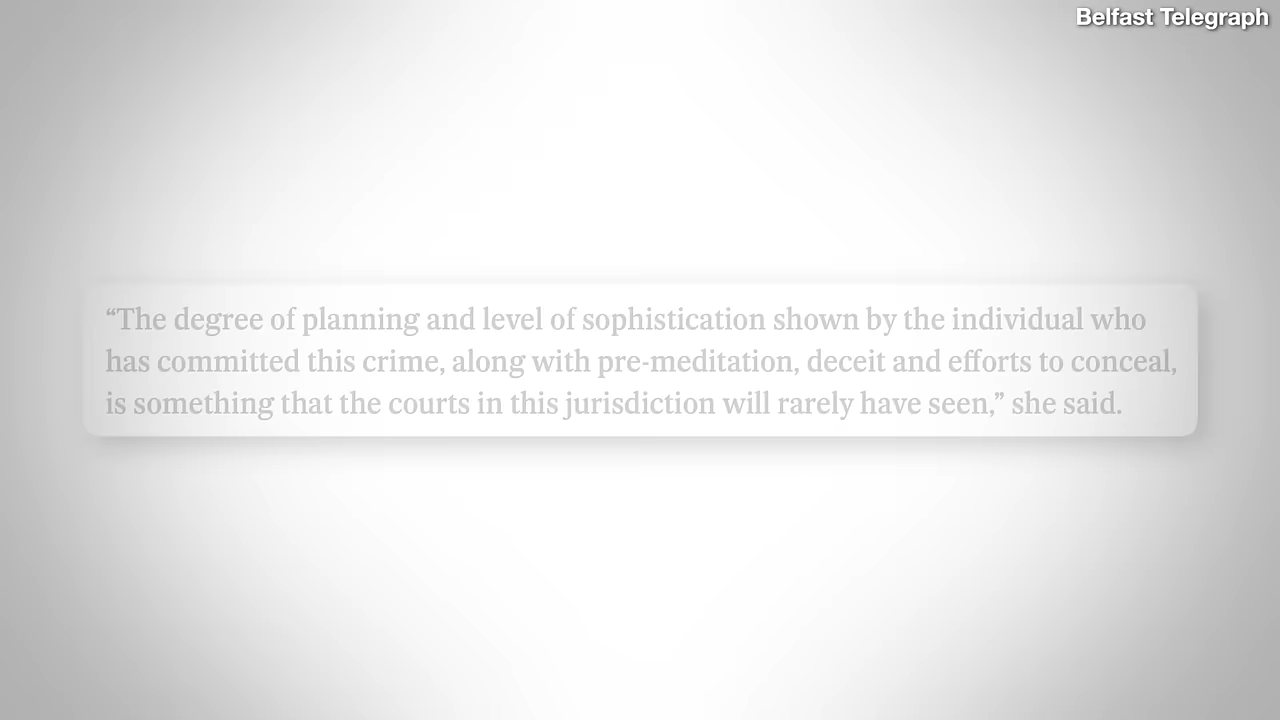 Belfast Telegraph
“The degree of planning and level of sophistication shown by the individual who
has committed this crime, along with pre-meditation, deceit and efforts to conceal,
is something that the courts in this jurisdiction will rarely have seen,” she said.